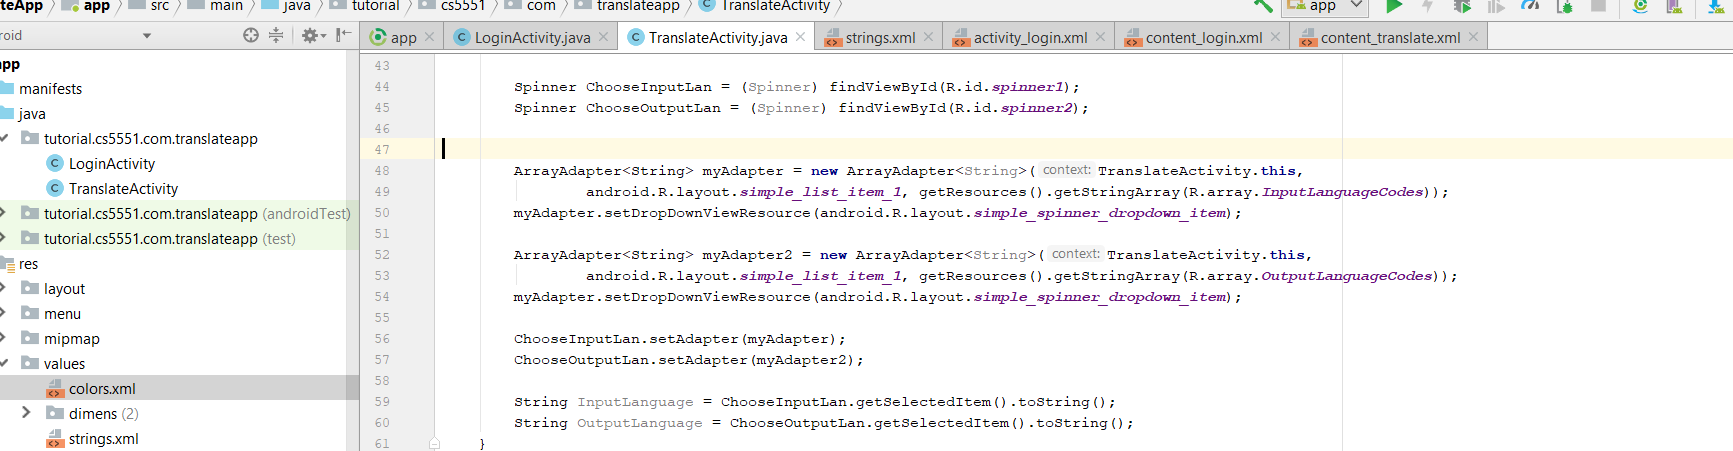 ateApp app src main java tutorial cs5551 com translateapp TranslateActivity app
roid app LoginActivity.java TranslateActivity.java strings.xml activity_login.xml content_login.xml content_translate.xml
app
manifests
java
tutorial.cs5551.com.translateapp
LoginActivity
TranslateActivity
tutorial.cs5551.com.translateapp (androidTest)
tutorial.cs5551.com.translateapp (test)
res
layout
menu
mipmap
values
colors.xml
dimens (2)
strings.xml
43
44 Spinner ChooseInputLan = (Spinner) findViewById(R.id.spinner1);
45 Spinner ChooseOutputLan = (Spinner) findViewById(R.id.spinner2);
46
47
48 ArrayAdapter<String> myAdapter = new ArrayAdapter<String>( context: TranslateActivity.this,
49 android.R.layout.simple_list_item_1, getResources().getStringArray(R.array.InputLanguageCodes));
50 myAdapter.setDropDownViewResource(android.R.layout.simple_spinner_dropdown_item);
51
52 ArrayAdapter<String> myAdapter2 = new ArrayAdapter<String>( context: TranslateActivity.this,
53 android.R.layout.simple_list_item_1, getResources().getStringArray(R.array.OutputLanguageCodes));
54 myAdapter.setDropDownViewResource(android.R.layout.simple_spinner_dropdown_item);
55
56 ChooseInputLan.setAdapter(myAdapter);
57 ChooseOutputLan.setAdapter(myAdapter2);
58
59 String InputLanguage = ChooseInputLan.getSelectedItem().toString();
60 String OutputLanguage = ChooseOutputLan.getSelectedItem().toString();
61 }